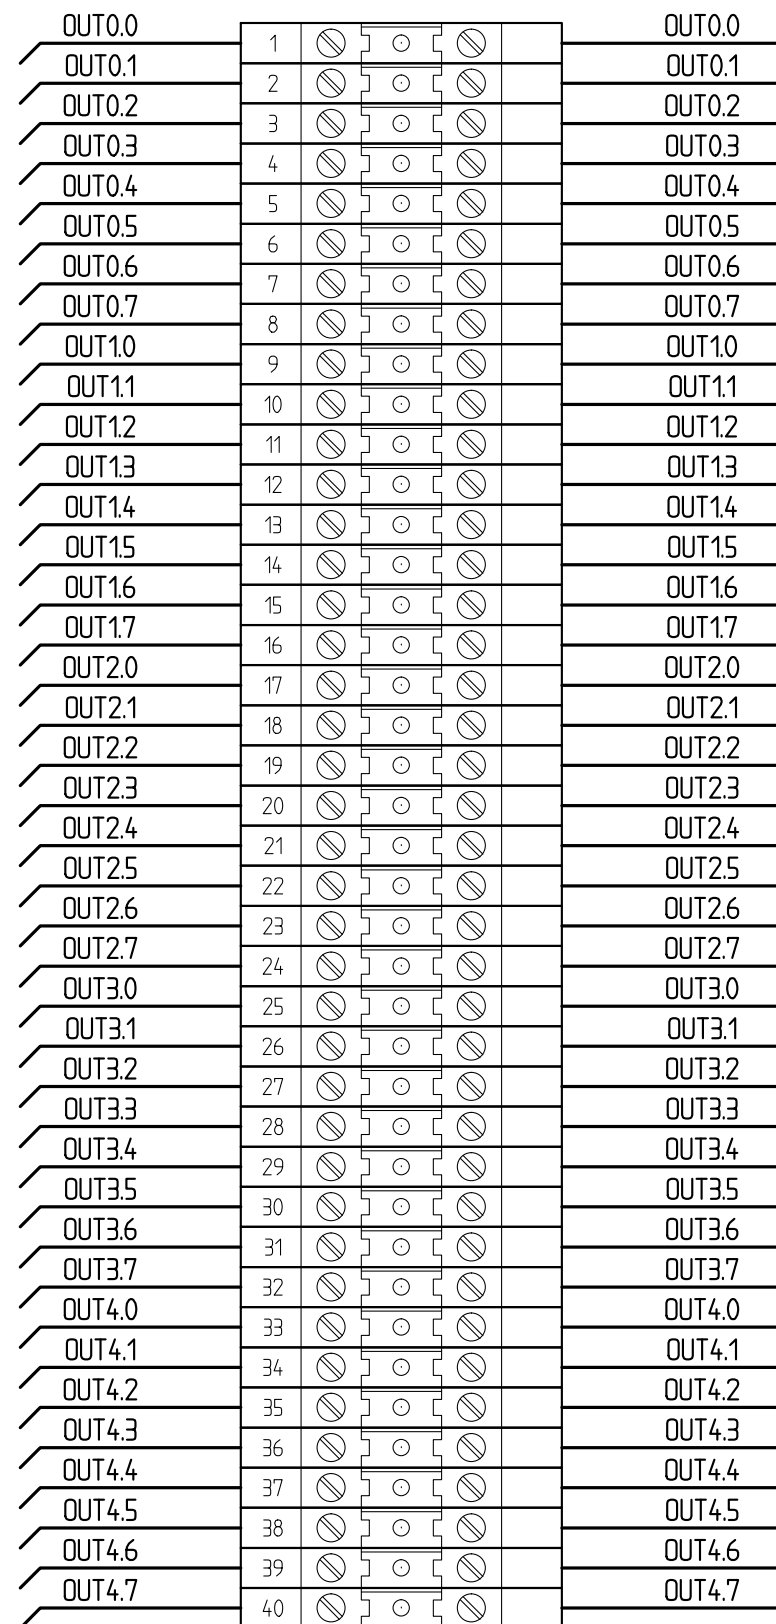 OUT0.0 1 OUT0.0
OUT0.1 2 OUT0.1
OUT0.2 3 OUT0.2
OUT0.3 4 OUT0.3
OUT0.4 5 OUT0.4
OUT0.5 6 OUT0.5
OUT0.6 7 OUT0.6
OUT0.7 8 OUT0.7
OUT1.0 9 OUT1.0
OUT1.1 10 OUT1.1
OUT1.2 11 OUT1.2
OUT1.3 12 OUT1.3
OUT1.4 13 OUT1.4
OUT1.5 14 OUT1.5
OUT1.6 15 OUT1.6
OUT1.7 16 OUT1.7
OUT2.0 17 OUT2.0
OUT2.1 18 OUT2.1
OUT2.2 19 OUT2.2
OUT2.3 20 OUT2.3
OUT2.4 21 OUT2.4
OUT2.5 22 OUT2.5
OUT2.6 23 OUT2.6
OUT2.7 24 OUT2.7
OUT3.0 25 OUT3.0
OUT3.1 26 OUT3.1
OUT3.2 27 OUT3.2
OUT3.3 28 OUT3.3
OUT3.4 29 OUT3.4
OUT3.5 30 OUT3.5
OUT3.6 31 OUT3.6
OUT3.7 32 OUT3.7
OUT4.0 33 OUT4.0
OUT4.1 34 OUT4.1
OUT4.2 35 OUT4.2
OUT4.3 36 OUT4.3
OUT4.4 37 OUT4.4
OUT4.5 38 OUT4.5
OUT4.6 39 OUT4.6
OUT4.7 40 OUT4.7